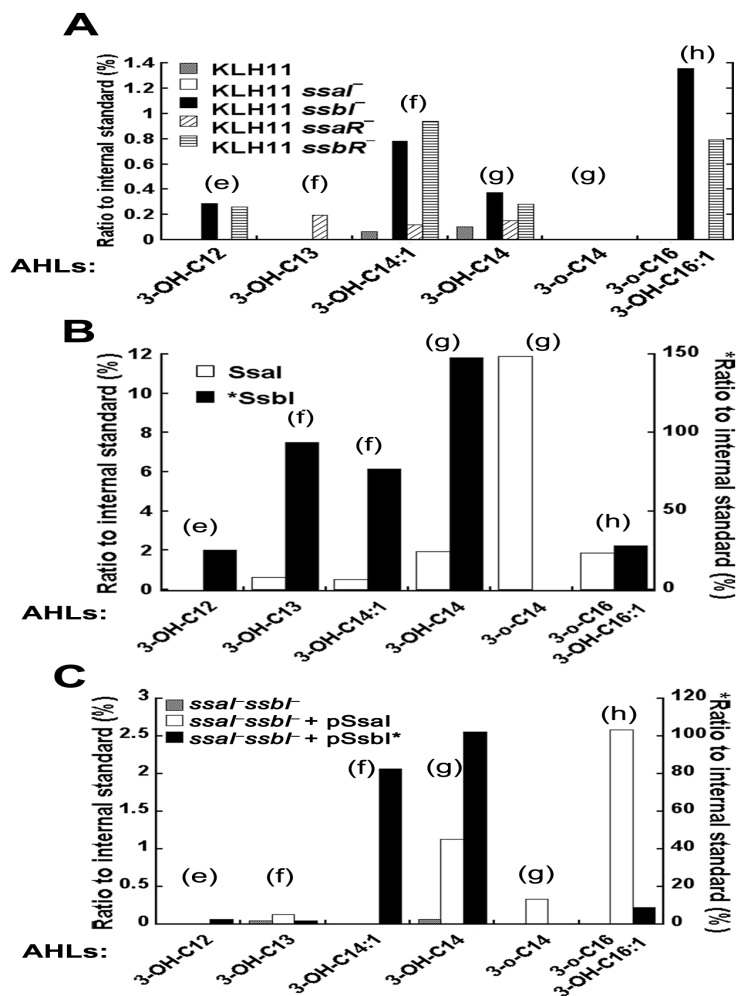 A
KLH11
KLH11 ssaI⁻
KLH11 ssbI⁻
KLH11 ssaR⁻
KLH11 ssbR⁻
Ratio to internal standard (%)
1.4
1.2
1
0.8
0.6
0.4
0.2
0
(e)
(f)
(f)
(g)
(g)
(h)
AHLs:
3-OH-C12
3-OH-C13
3-OH-C14:1
3-OH-C14
3-o-C14
3-o-C16
3-OH-C16:1
B
SsaI
*SsbI
Ratio to internal standard (%)
12
10
8
6
4
2
0
*Ratio to internal standard (%)
150
100
50
0
(e)
(f)
(f)
(g)
(g)
(h)
AHLs:
3-OH-C12
3-OH-C13
3-OH-C14:1
3-OH-C14
3-o-C14
3-o-C16
3-OH-C16:1
C
ssaI⁻ssbI⁻
ssaI⁻ssbI⁻ + pSsaI
ssaI⁻ssbI⁻ + pSsbI*
Ratio to internal standard (%)
3
2.5
2
1.5
1
0.5
0
*Ratio to internal standard (%)
120
100
80
60
40
20
0
(e)
(f)
(f)
(g)
(g)
(h)
AHLs:
3-OH-C12
3-OH-C13
3-OH-C14:1
3-OH-C14
3-o-C14
3-o-C16
3-OH-C16:1